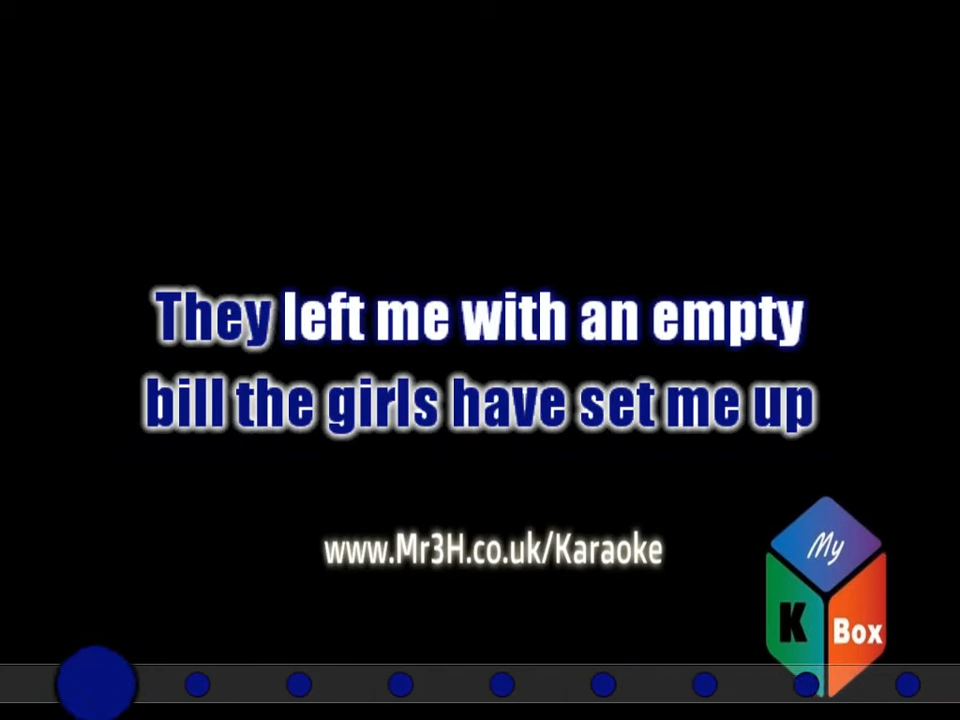 They left me with an empty
bill the girls have set me up
www.Mr3H.co.uk/Karaoke
My
K Box